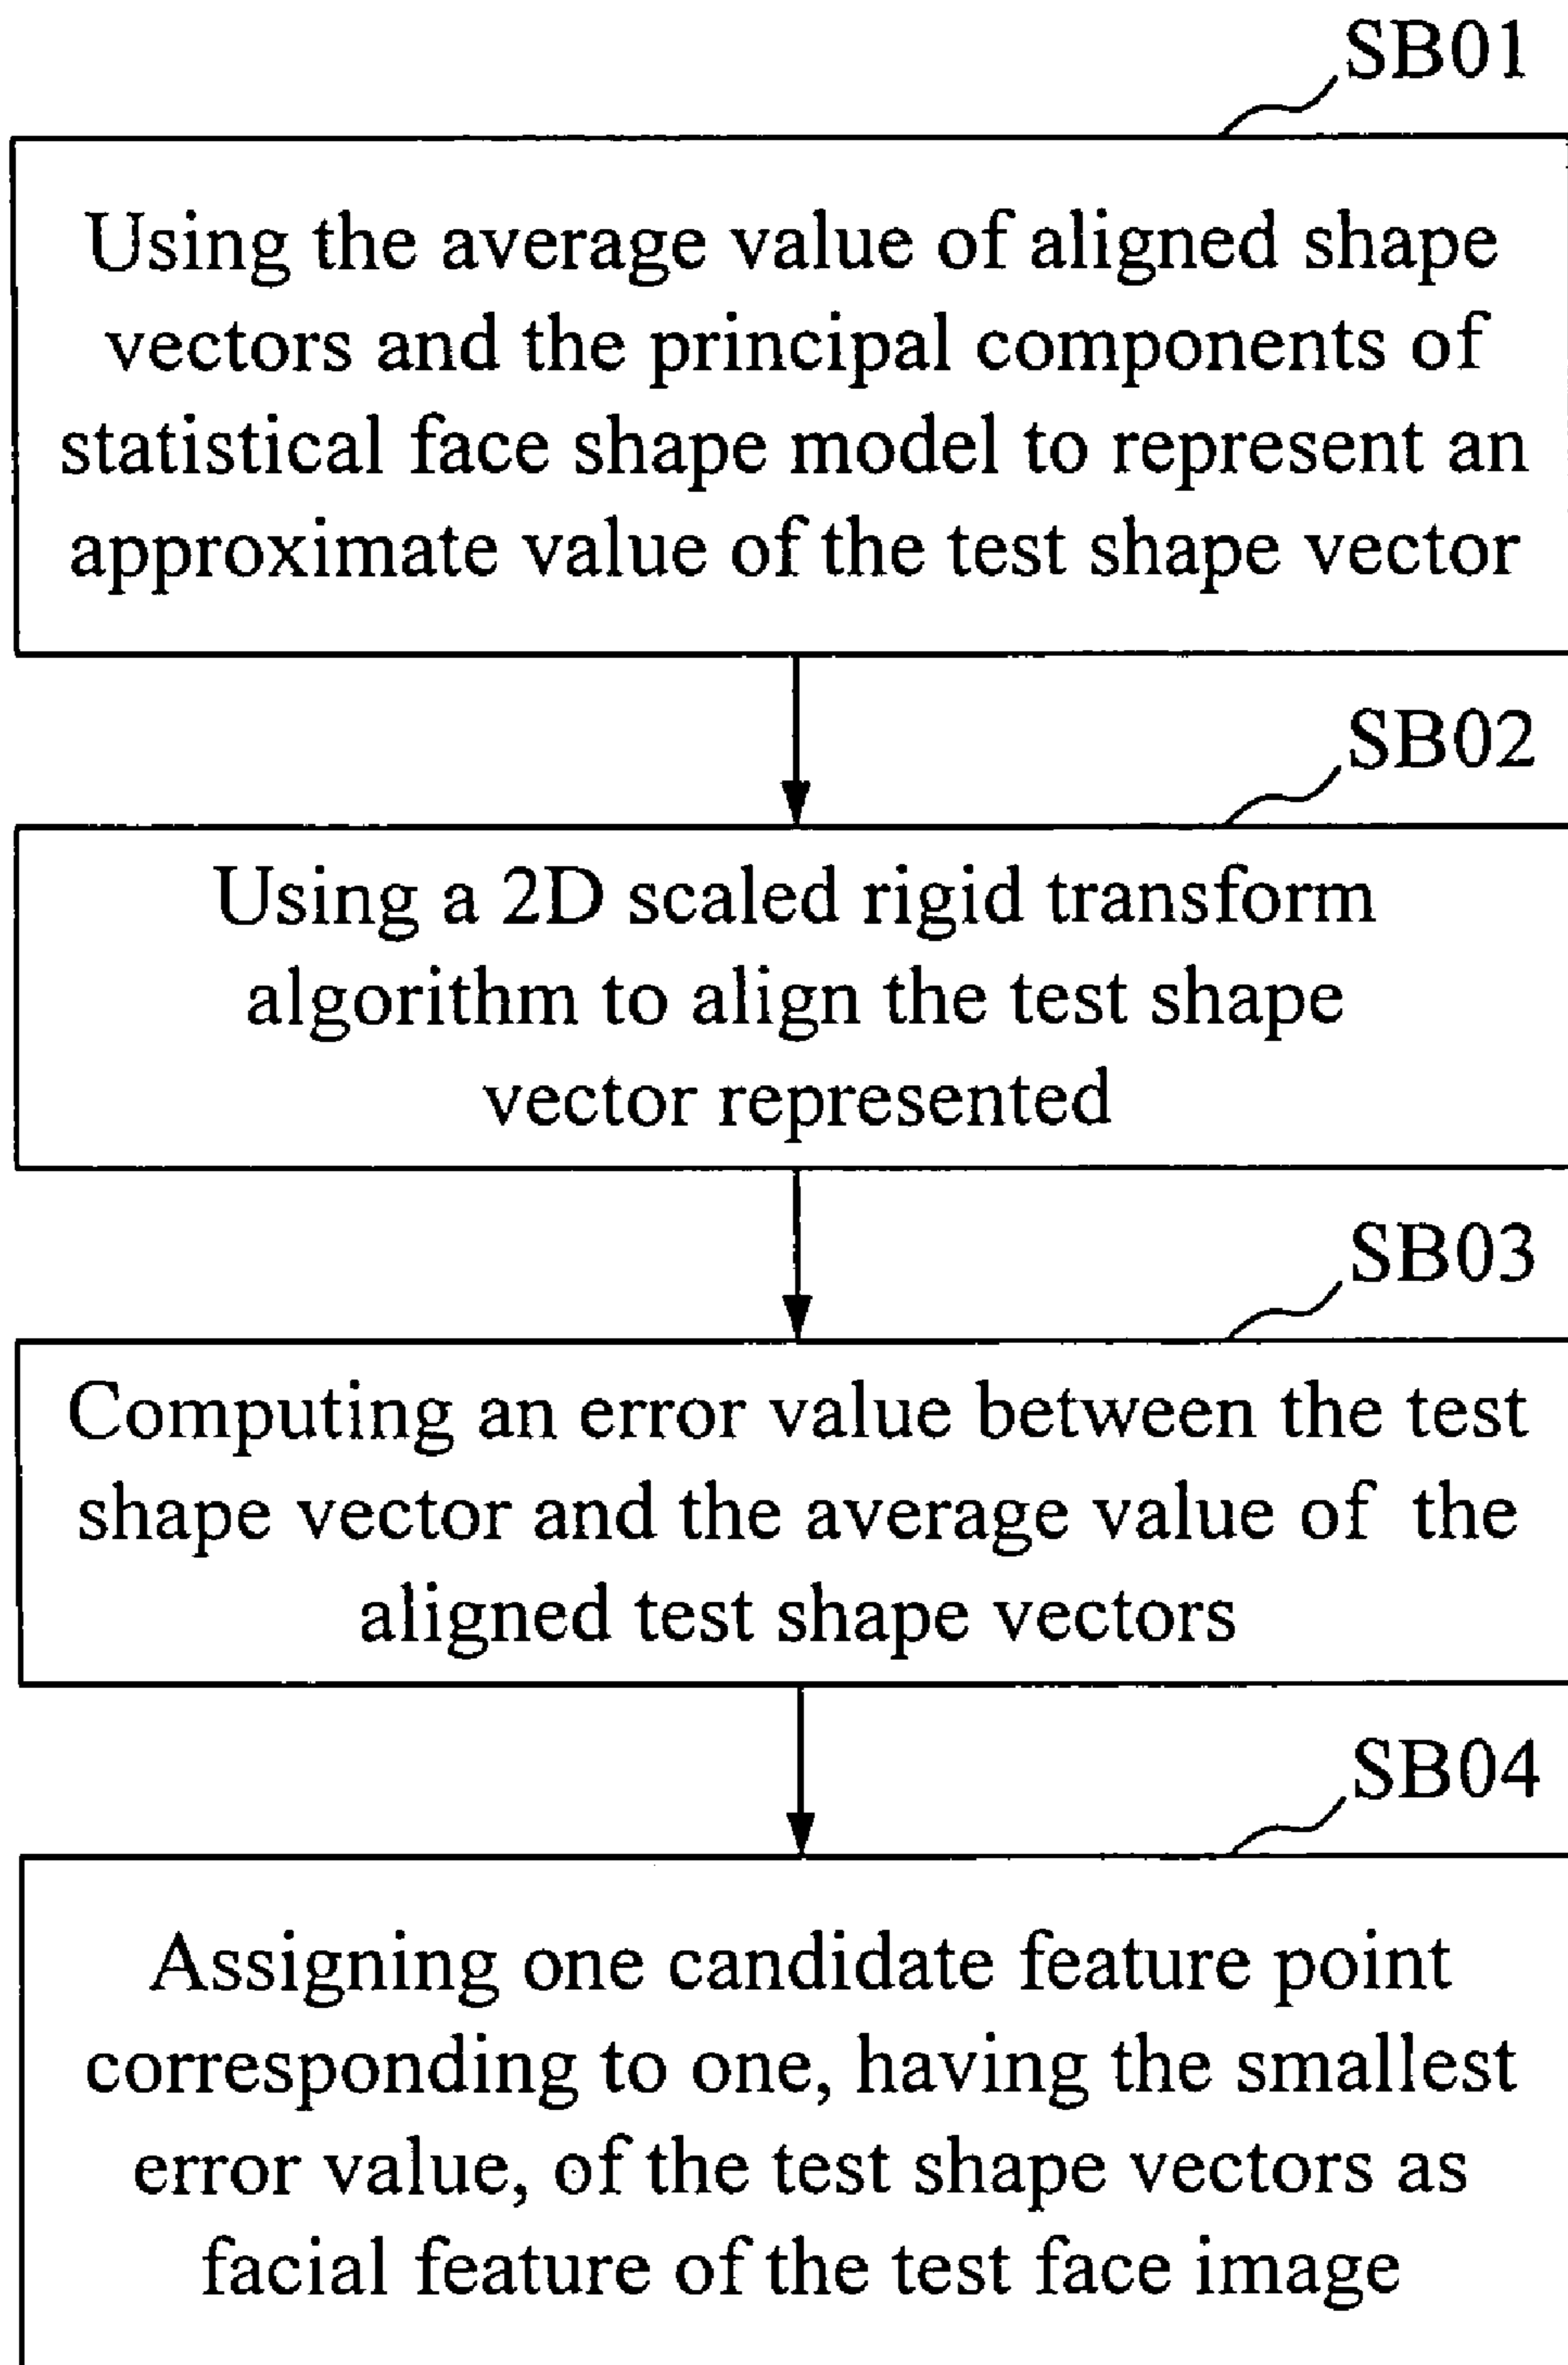 SB01
Using the average value of aligned shape
vectors and the principal components of
statistical face shape model to represent an
approximate value of the test shape vector
SB02
Using a 2D scaled rigid transform
algorithm to align the test shape
vector represented
SB03
Computing an error value between the test
shape vector and the average value of the
aligned test shape vectors
SB04
Assigning one candidate feature point
corresponding to one, having the smallest
error value, of the test shape vectors as
facial feature of the test face image